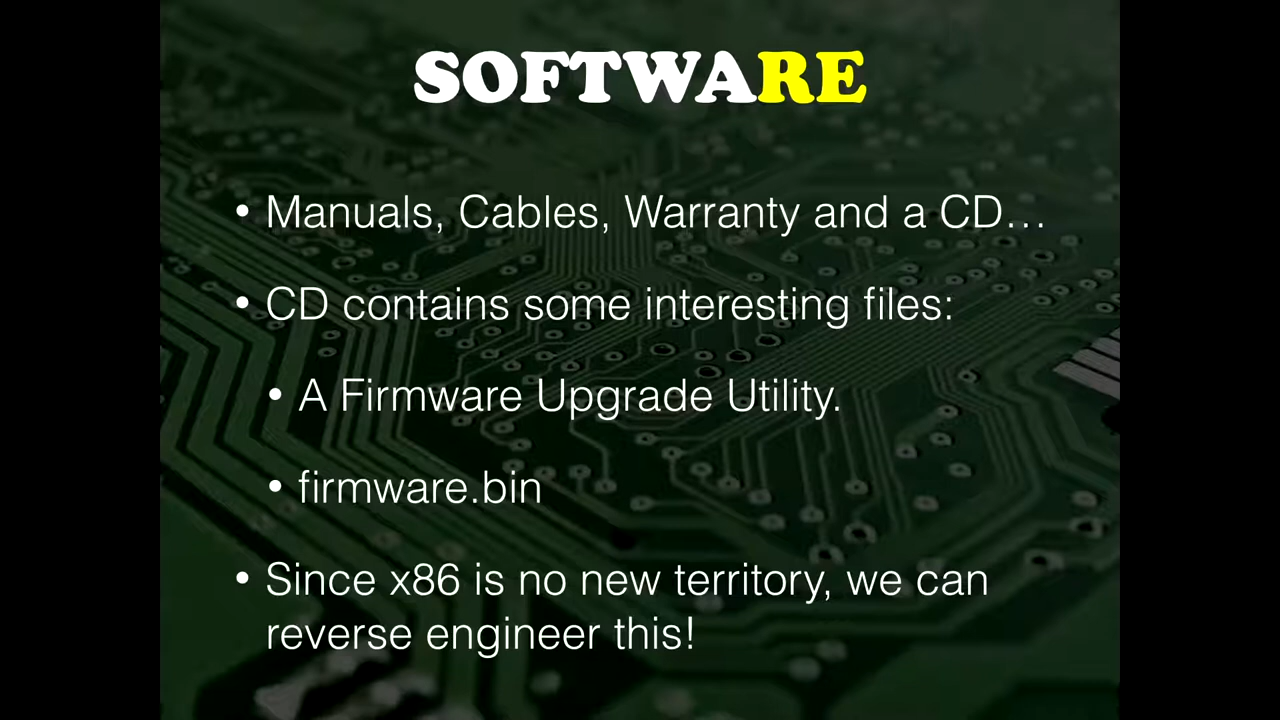 SOFTWARE
• Manuals, Cables, Warranty and a CD…
• CD contains some interesting files:
• A Firmware Upgrade Utility.
• firmware.bin
• Since x86 is no new territory, we can
reverse engineer this!